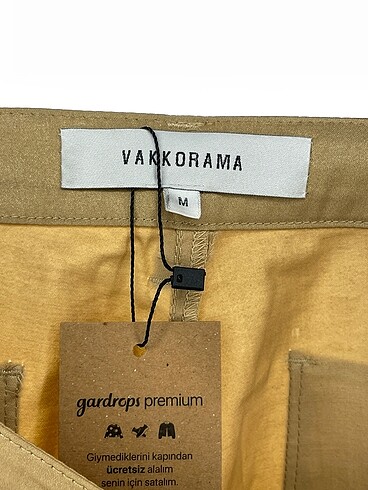 VAKKORAMA
M
gardrops premium
Giymediklerini kapından
ücretsiz alalım
senin için satalım.